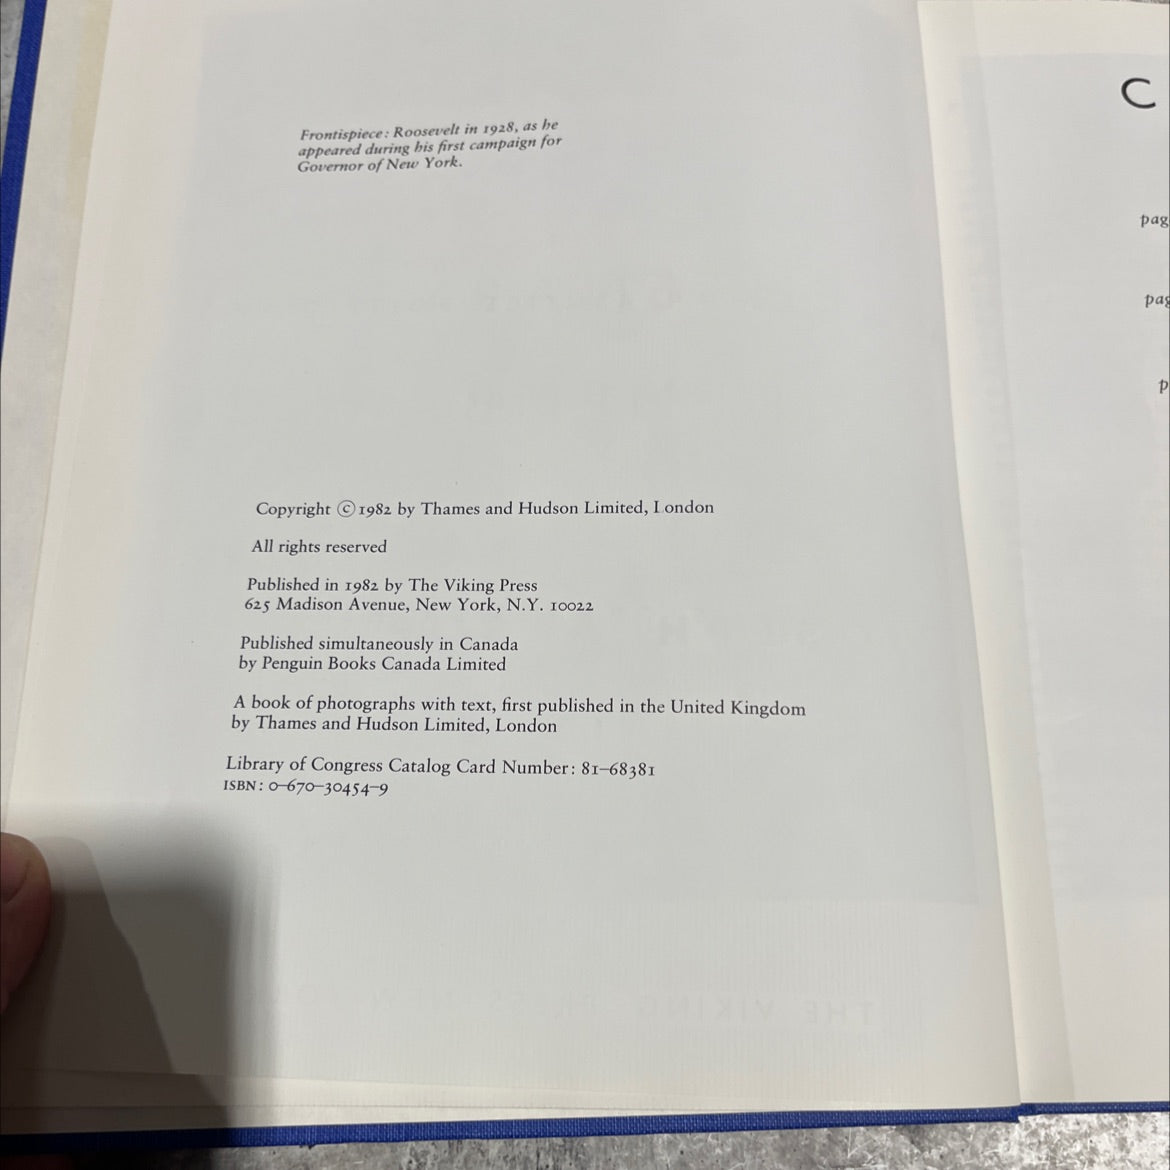 Frontispiece: Roosevelt in 1928, as he
appeared during his first campaign for
Governor of New York.
Copyright © 1982 by Thames and Hudson Limited, London
All rights reserved
Published in 1982 by The Viking Press
625 Madison Avenue, New York, N.Y. 10022
Published simultaneously in Canada
by Penguin Books Canada Limited
A book of photographs with text, first published in the United Kingdom
by Thames and Hudson Limited, London
Library of Congress Catalog Card Number: 81–68381
ISBN: 0–670–30454–9
C
pag
pag
p